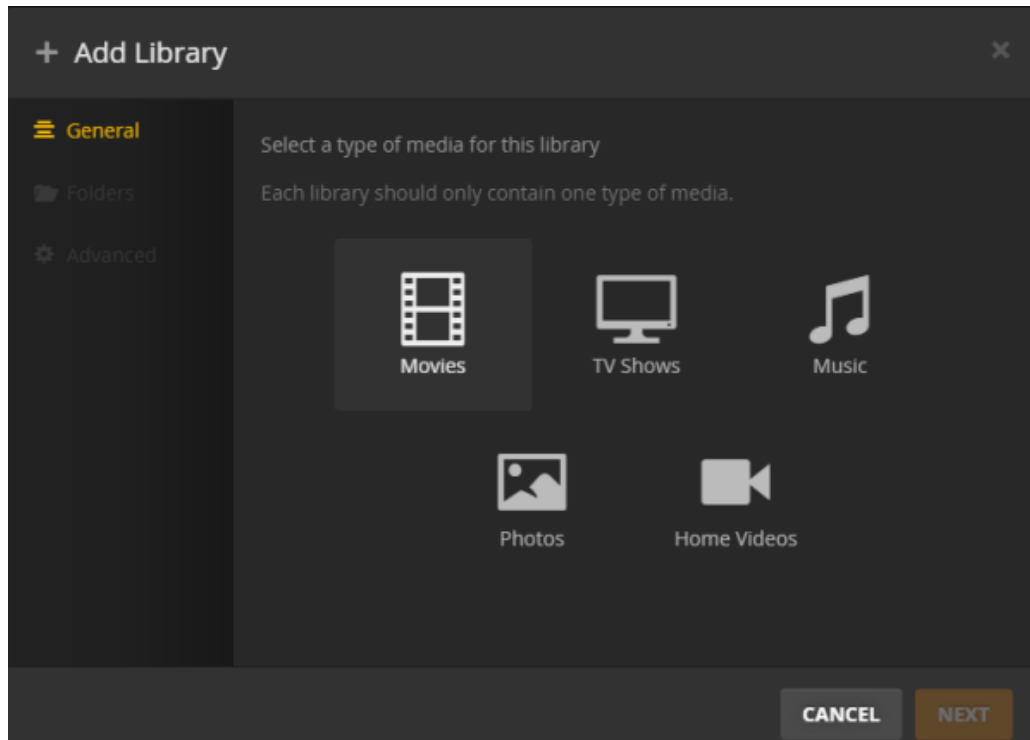 + Add Library
General
Folders
Advanced
Select a type of media for this library
Each library should only contain one type of media.
Movies
TV Shows
Music
Photos
Home Videos
CANCEL
NEXT